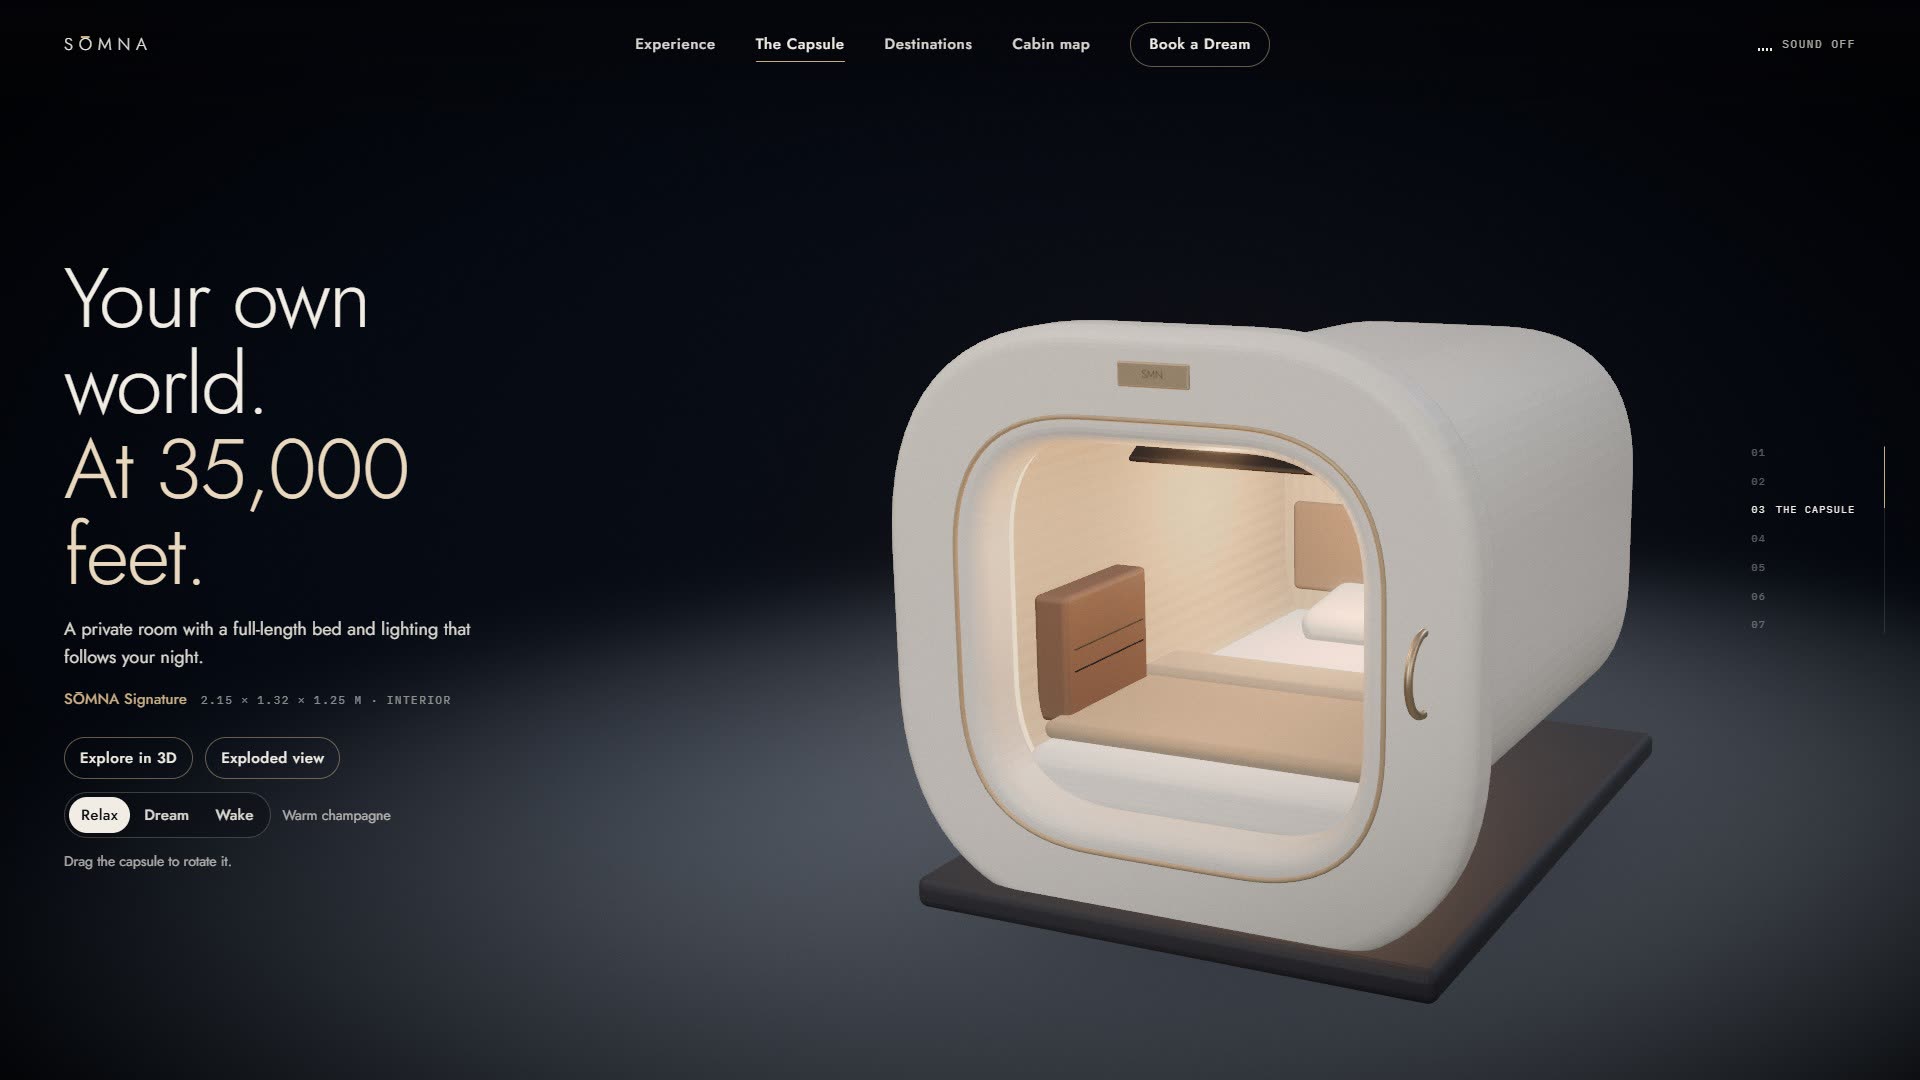 SŌMNA
Experience
The Capsule
Destinations
Cabin map
Book a Dream
SOUND OFF
Your own
world.
At 35,000
feet.
A private room with a full-length bed and lighting that
follows your night.
SŌMNA Signature 2.15 × 1.32 × 1.25 M · INTERIOR
Explore in 3D
Exploded view
Relax
Dream
Wake
Warm champagne
Drag the capsule to rotate it.
SMN
01
02
03 THE CAPSULE
04
05
06
07